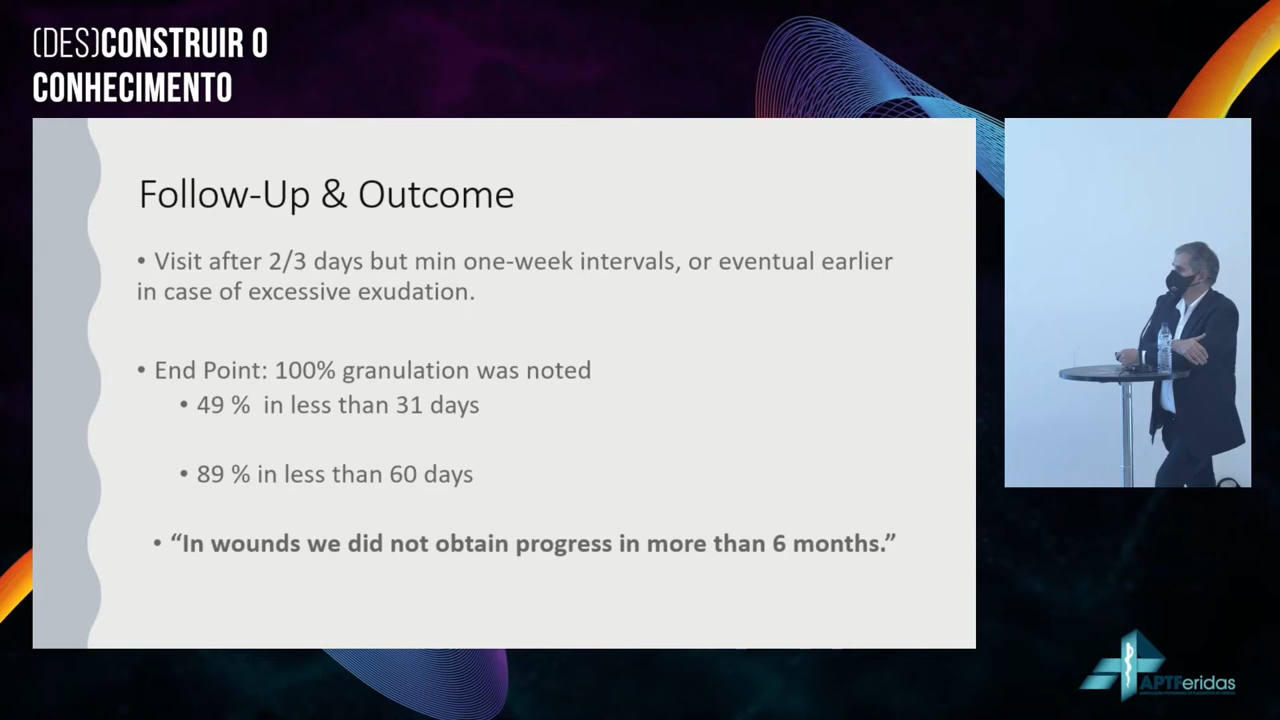 (DES)CONSTRUIR O
CONHECIMENTO
Follow-Up & Outcome
• Visit after 2/3 days but min one-week intervals, or eventual earlier
in case of excessive exudation.
• End Point: 100% granulation was noted
• 49 %  in less than 31 days
• 89 % in less than 60 days
• “In wounds we did not obtain progress in more than 6 months.”
APTFeridas